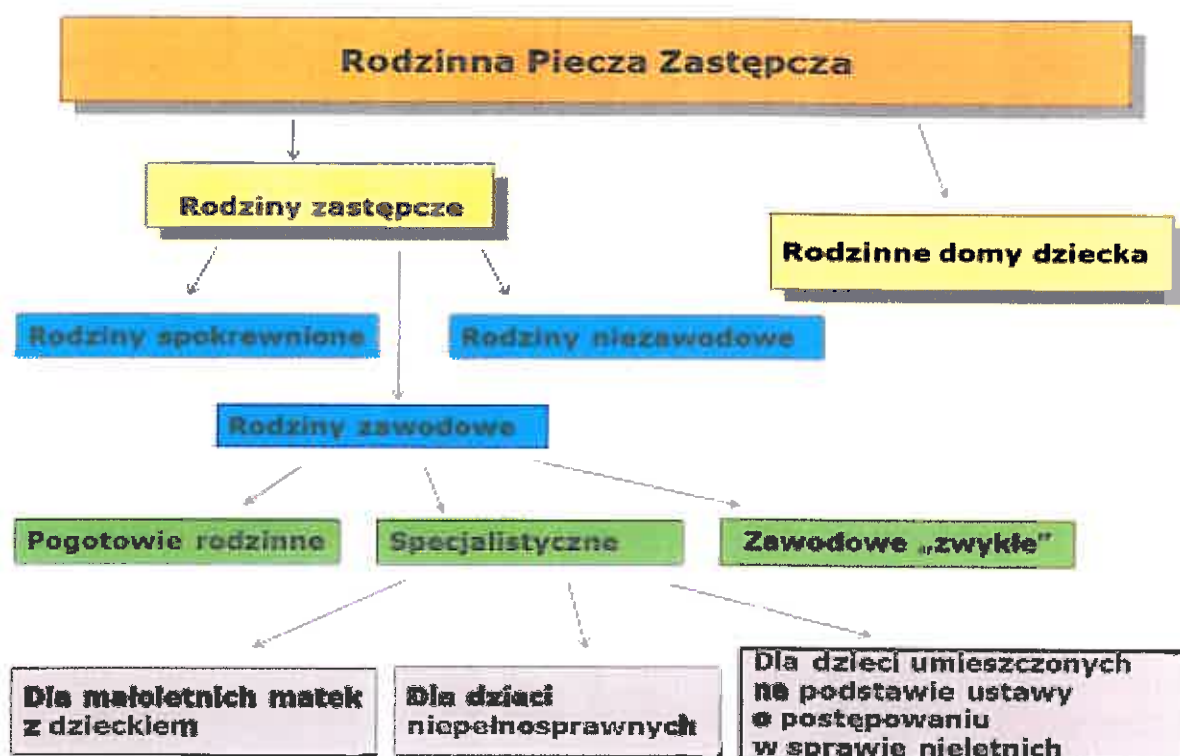 Rodzinna Piecza Zastępcza
Rodziny zastępcze
Rodzinne domy dziecka
Rodziny spokrewnione
Rodziny niezawodowe
Rodziny zawodowe
Pogotowie rodzinne
Specjalistyczne
Zawodowe „zwykłe”
Dla małoletnich matek
z dzieckiem
Dla dzieci
niepełnosprawnych
Dla dzieci umieszczonych
na podstawie ustawy
o postępowaniu
w sprawie nieletnich